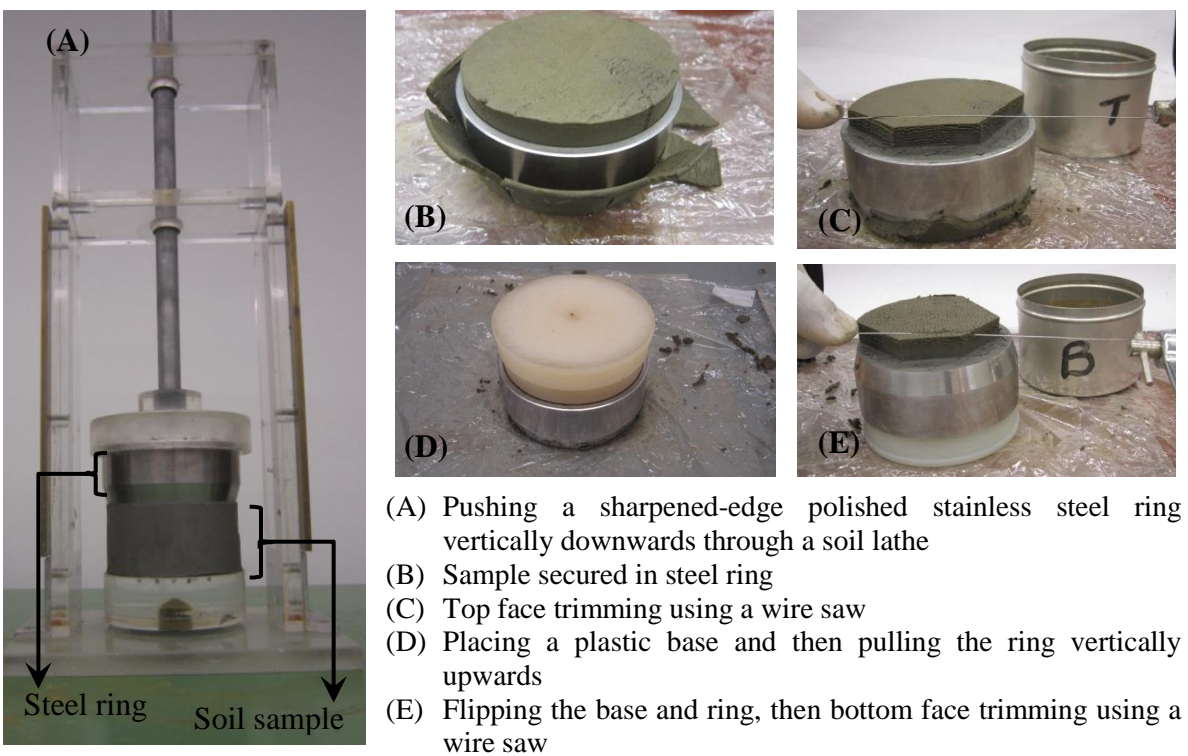 (A)
(B)
(C)
T
(D)
(E)
B
Steel ring
Soil sample
(A) Pushing a sharpened-edge polished stainless steel ring
vertically downwards through a soil lathe
(B) Sample secured in steel ring
(C) Top face trimming using a wire saw
(D) Placing a plastic base and then pulling the ring vertically
upwards
(E) Flipping the base and ring, then bottom face trimming using a
wire saw